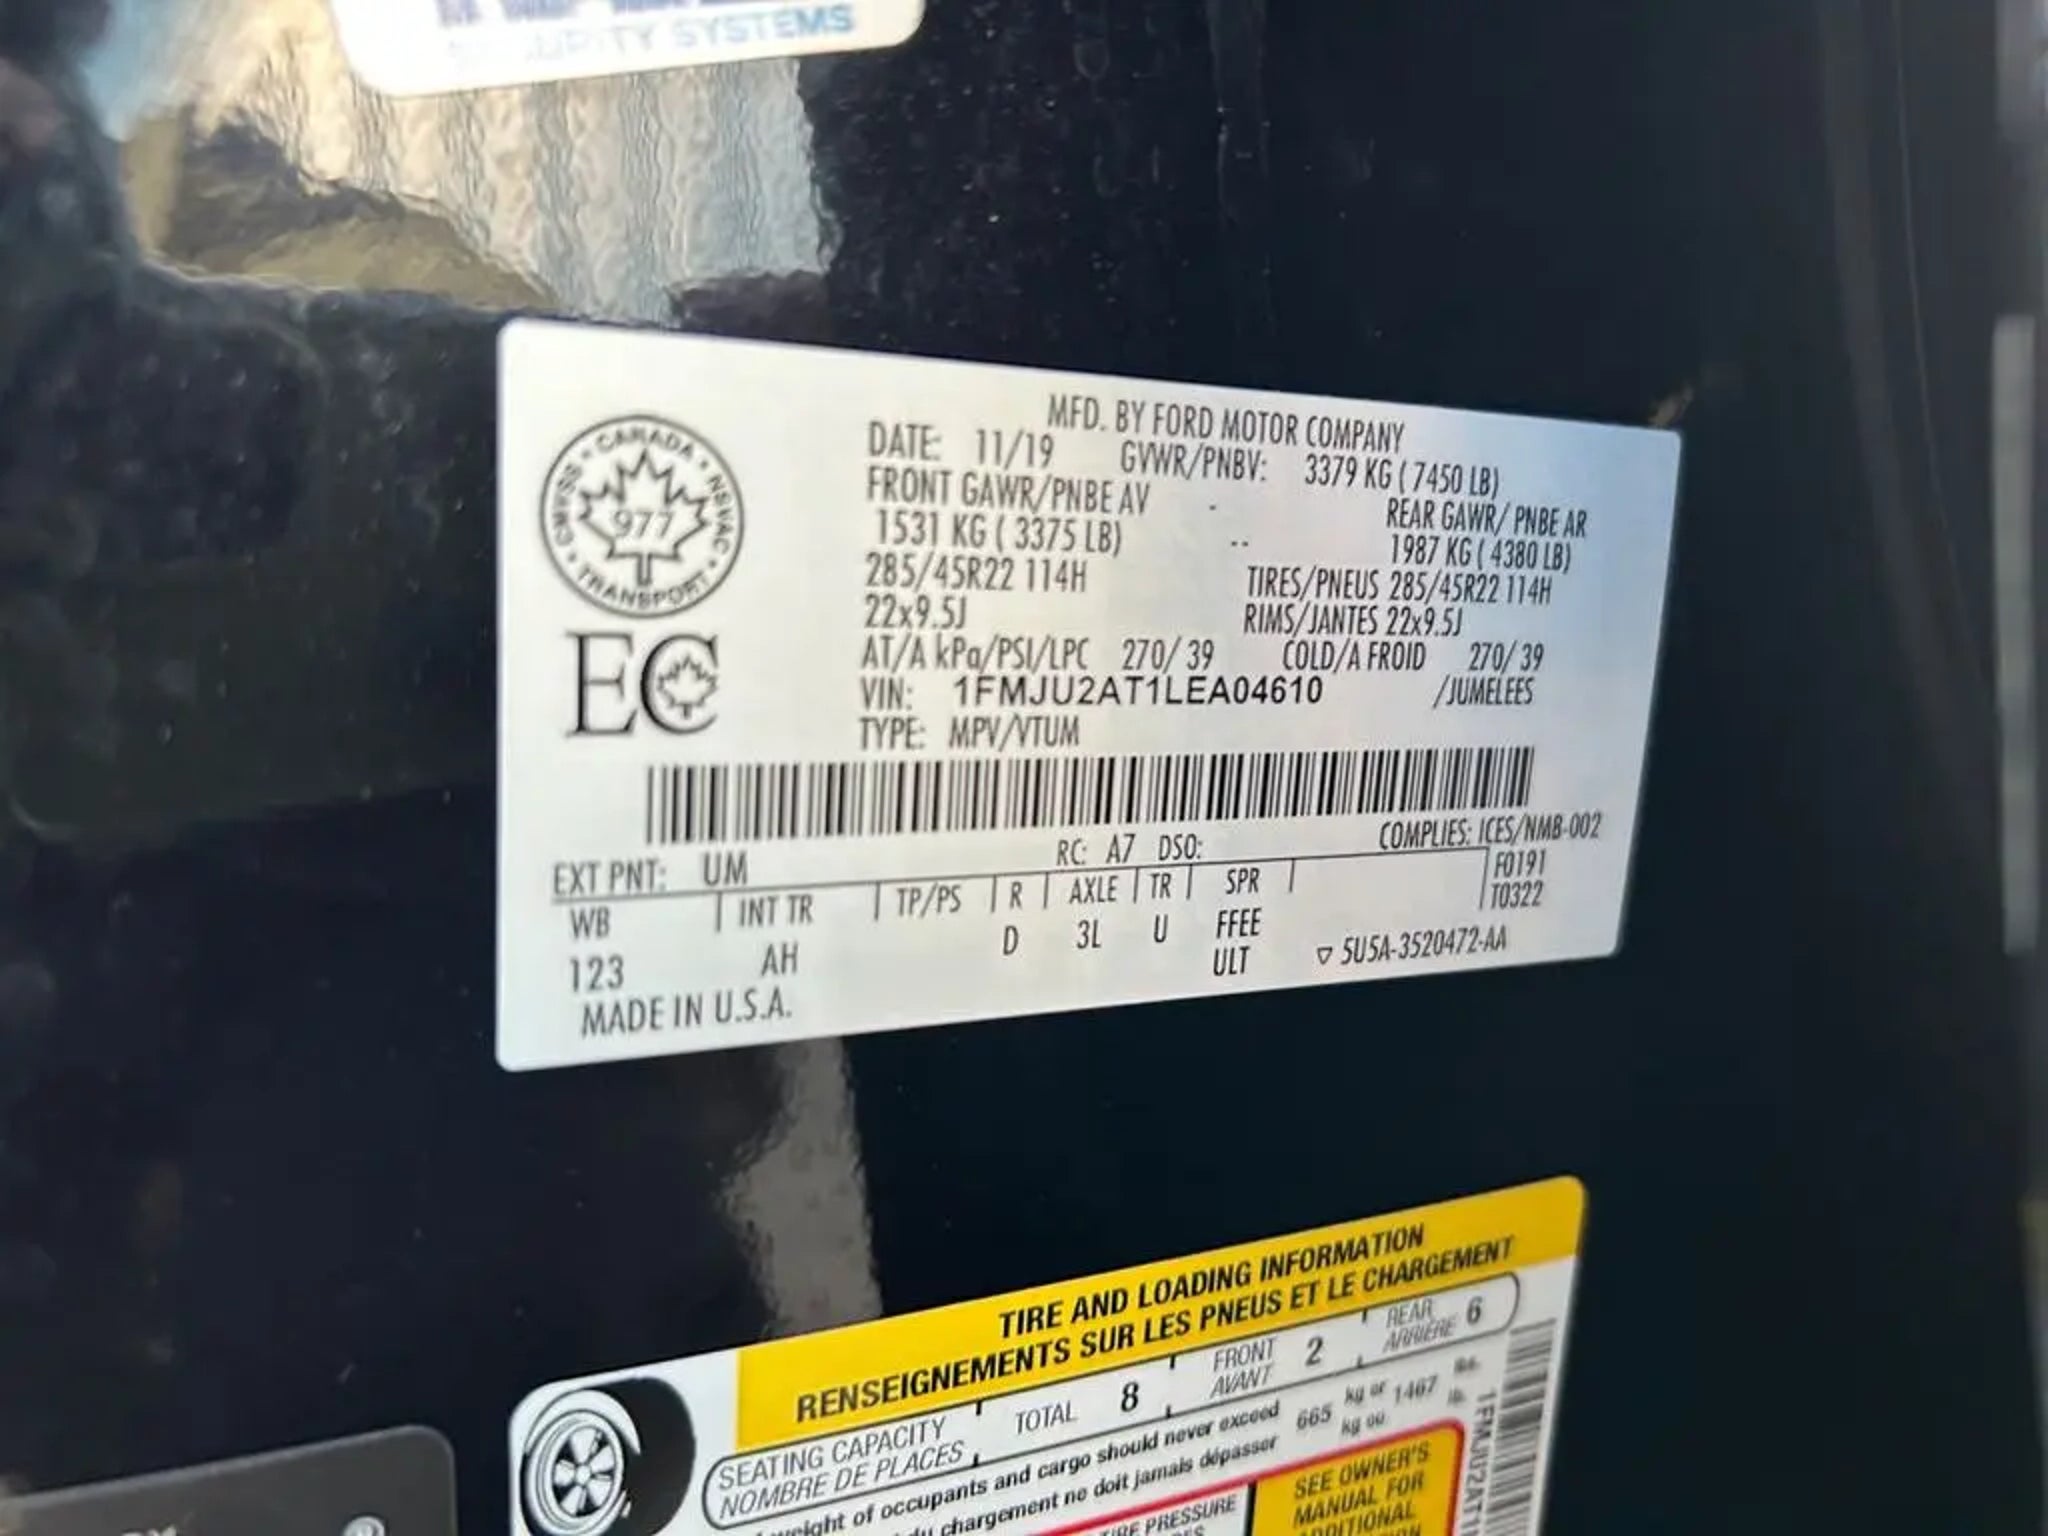 SECURITY SYSTEMS
MFD. BY FORD MOTOR COMPANY
DATE: 11/19 GVWR/PNBV: 3379 KG ( 7450 LB)
FRONT GAWR/PNBE AV REAR GAWR/ PNBE AR
1531 KG ( 3375 LB) 1987 KG ( 4380 LB)
285/45R22 114H TIRES/PNEUS 285/45R22 114H
22x9.5J RIMS/JANTES 22x9.5J
AT/A kPa/PSI/LPC 270/ 39 COLD/A FROID 270/ 39
VIN: 1FMJU2AT1LEA04610 /JUMELEES
TYPE: MPV/VTUM
CANADA • NSVAC • TRANSPORT • CMVSS •
977
EC
RC: A7 DSO: COMPLIES: ICES/NMB-002
EXT PNT: UM F0191
WB INT TR TP/PS R AXLE TR SPR T0322
123 AH D 3L U FFEE
ULT ▽ 5U5A-3520472-AA
MADE IN U.S.A.
TIRE AND LOADING INFORMATION
RENSEIGNEMENTS SUR LES PNEUS ET LE CHARGEMENT
SEATING CAPACITY TOTAL 8 FRONT 2 REAR 6
NOMBRE DE PLACES AVANT ARRIÈRE
weight of occupants and cargo should never exceed 665 kg or 1467 lbs.
du chargement ne doit jamais dépasser kg ou lb.
TIRE PRESSURE
SEE OWNER'S
MANUAL FOR
ADDITIONAL
1FMJU2AT1